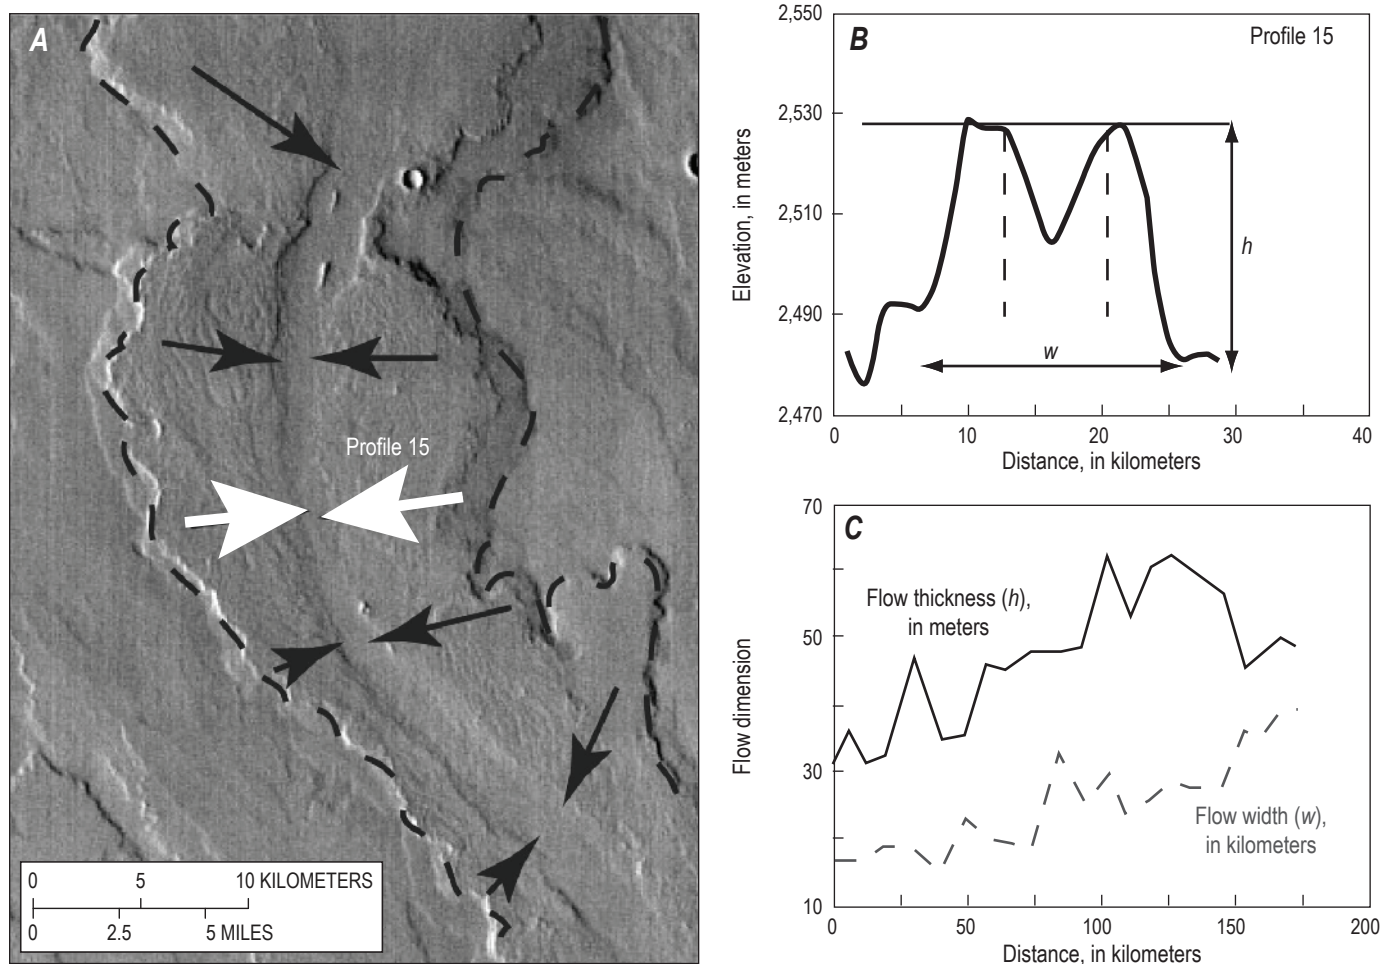 A
Profile 15
0 5 10 KILOMETERS
0 2.5 5 MILES
B
Profile 15
2,550
2,530
2,510
2,490
2,470
Elevation, in meters
h
w
0 10 20 30 40
Distance, in kilometers
C
70
50
30
10
Flow dimension
Flow thickness (h),
in meters
Flow width (w),
in kilometers
0 50 100 150 200
Distance, in kilometers